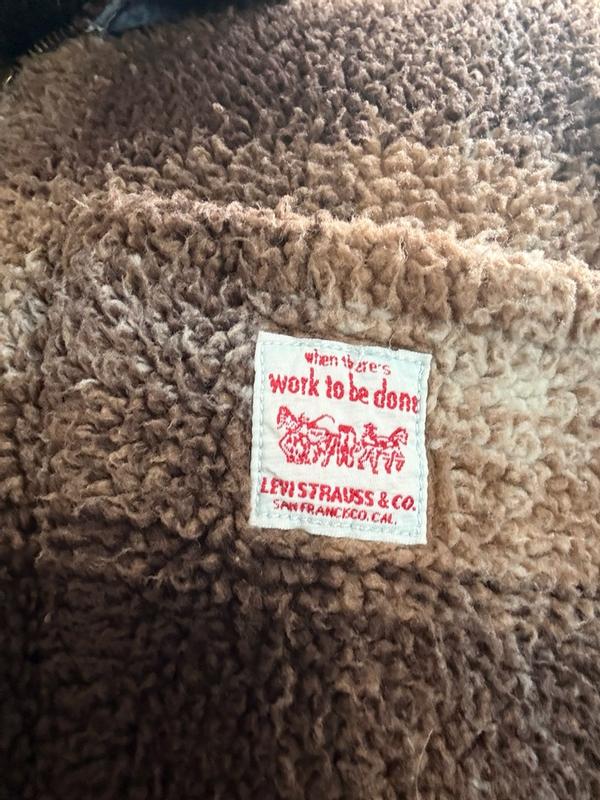 when there's
work to be done
LEVI STRAUSS & CO.
SAN FRANCISCO, CAL.